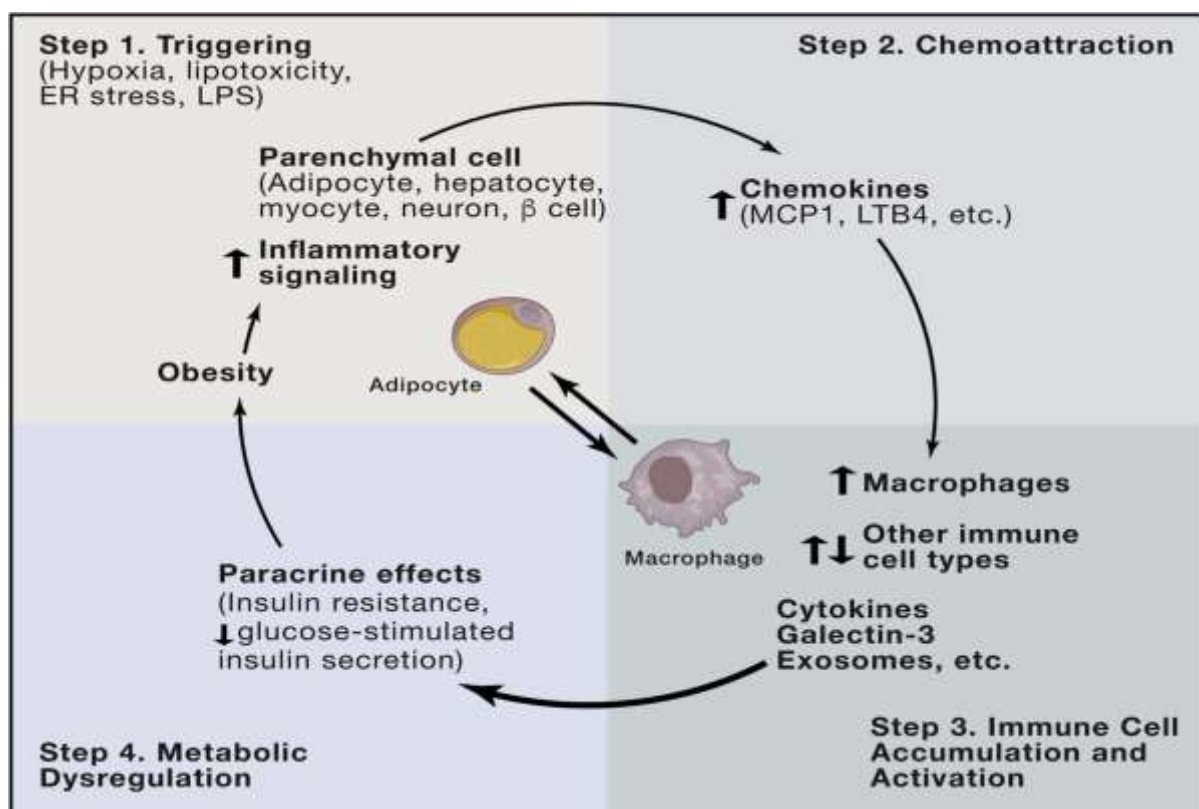 Step 1. Triggering
(Hypoxia, lipotoxicity,
ER stress, LPS)
Step 2. Chemoattraction
Parenchymal cell
(Adipocyte, hepatocyte,
myocyte, neuron, β cell)
Inflammatory
signaling
Obesity
Adipocyte
Chemokines
(MCP1, LTB4, etc.)
Macrophage
Macrophages
Other immune
cell types
Cytokines
Galectin-3
Exosomes, etc.
Step 3. Immune Cell
Accumulation and
Activation
Paracrine effects
(Insulin resistance,
↓glucose-stimulated
insulin secretion)
Step 4. Metabolic
Dysregulation